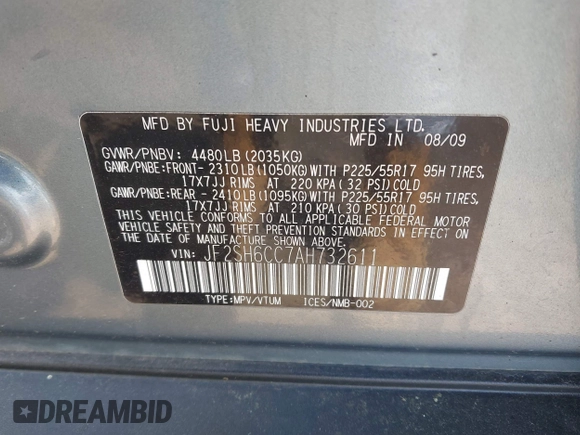 MFD BY FUJI HEAVY INDUSTRIES LTD.
MFD IN 08/09
GVWR/PNBV: 4480LB(2035KG)
GAWR/PNBE:FRONT-2310LB(1050KG)WITH P225/55R17 95H TIRES,
17X7JJ RIMS AT 220 KPA(32 PSI)COLD
GAWR/PNBE:REAR -2410LB(1095KG)WITH P225/55R17 95H TIRES,
17X7JJ RIMS AT 210 KPA(30 PSI)COLD
THIS VEHICLE CONFORMS TO ALL APPLICABLE FEDERAL MOTOR
VEHICLE SAFETY AND THEFT PREVENTION STANDARDS IN EFFECT ON
THE DATE OF MANUFACTURE SHOWN ABOVE.
VIN: JF2SH6CC7AH732611
TYPE:MPV/VTUM ICES/NMB-002
DREAMBID